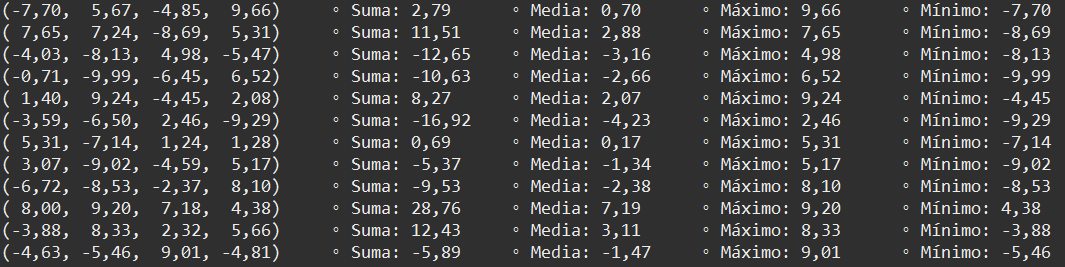 (-7,70,  5,67, -4,85,  9,66)     ◦ Suma: 2,79      ◦ Media: 0,70      ◦ Máximo: 9,66      ◦ Mínimo: -7,70
( 7,65,  7,24, -8,69,  5,31)     ◦ Suma: 11,51     ◦ Media: 2,88      ◦ Máximo: 7,65      ◦ Mínimo: -8,69
(-4,03, -8,13,  4,98, -5,47)     ◦ Suma: -12,65    ◦ Media: -3,16     ◦ Máximo: 4,98      ◦ Mínimo: -8,13
(-0,71, -9,99, -6,45,  6,52)     ◦ Suma: -10,63    ◦ Media: -2,66     ◦ Máximo: 6,52      ◦ Mínimo: -9,99
( 1,40,  9,24, -4,45,  2,08)     ◦ Suma: 8,27      ◦ Media: 2,07      ◦ Máximo: 9,24      ◦ Mínimo: -4,45
(-3,59, -6,50,  2,46, -9,29)     ◦ Suma: -16,92    ◦ Media: -4,23     ◦ Máximo: 2,46      ◦ Mínimo: -9,29
( 5,31, -7,14,  1,24,  1,28)     ◦ Suma: 0,69      ◦ Media: 0,17      ◦ Máximo: 5,31      ◦ Mínimo: -7,14
( 3,07, -9,02, -4,59,  5,17)     ◦ Suma: -5,37     ◦ Media: -1,34     ◦ Máximo: 5,17      ◦ Mínimo: -9,02
(-6,72, -8,53, -2,37,  8,10)     ◦ Suma: -9,53     ◦ Media: -2,38     ◦ Máximo: 8,10      ◦ Mínimo: -8,53
( 8,00,  9,20,  7,18,  4,38)     ◦ Suma: 28,76     ◦ Media: 7,19      ◦ Máximo: 9,20      ◦ Mínimo: 4,38
(-3,88,  8,33,  2,32,  5,66)     ◦ Suma: 12,43     ◦ Media: 3,11      ◦ Máximo: 8,33      ◦ Mínimo: -3,88
(-4,63, -5,46,  9,01, -4,81)     ◦ Suma: -5,89     ◦ Media: -1,47     ◦ Máximo: 9,01      ◦ Mínimo: -5,46